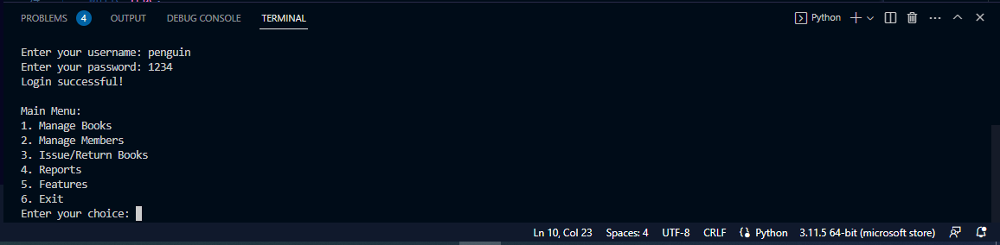 PROBLEMS 4 OUTPUT DEBUG CONSOLE TERMINAL Python
Enter your username: penguin
Enter your password: 1234
Login successful!
Main Menu:
1. Manage Books
2. Manage Members
3. Issue/Return Books
4. Reports
5. Features
6. Exit
Enter your choice:
Ln 10, Col 23 Spaces: 4 UTF-8 CRLF Python 3.11.5 64-bit (microsoft store)